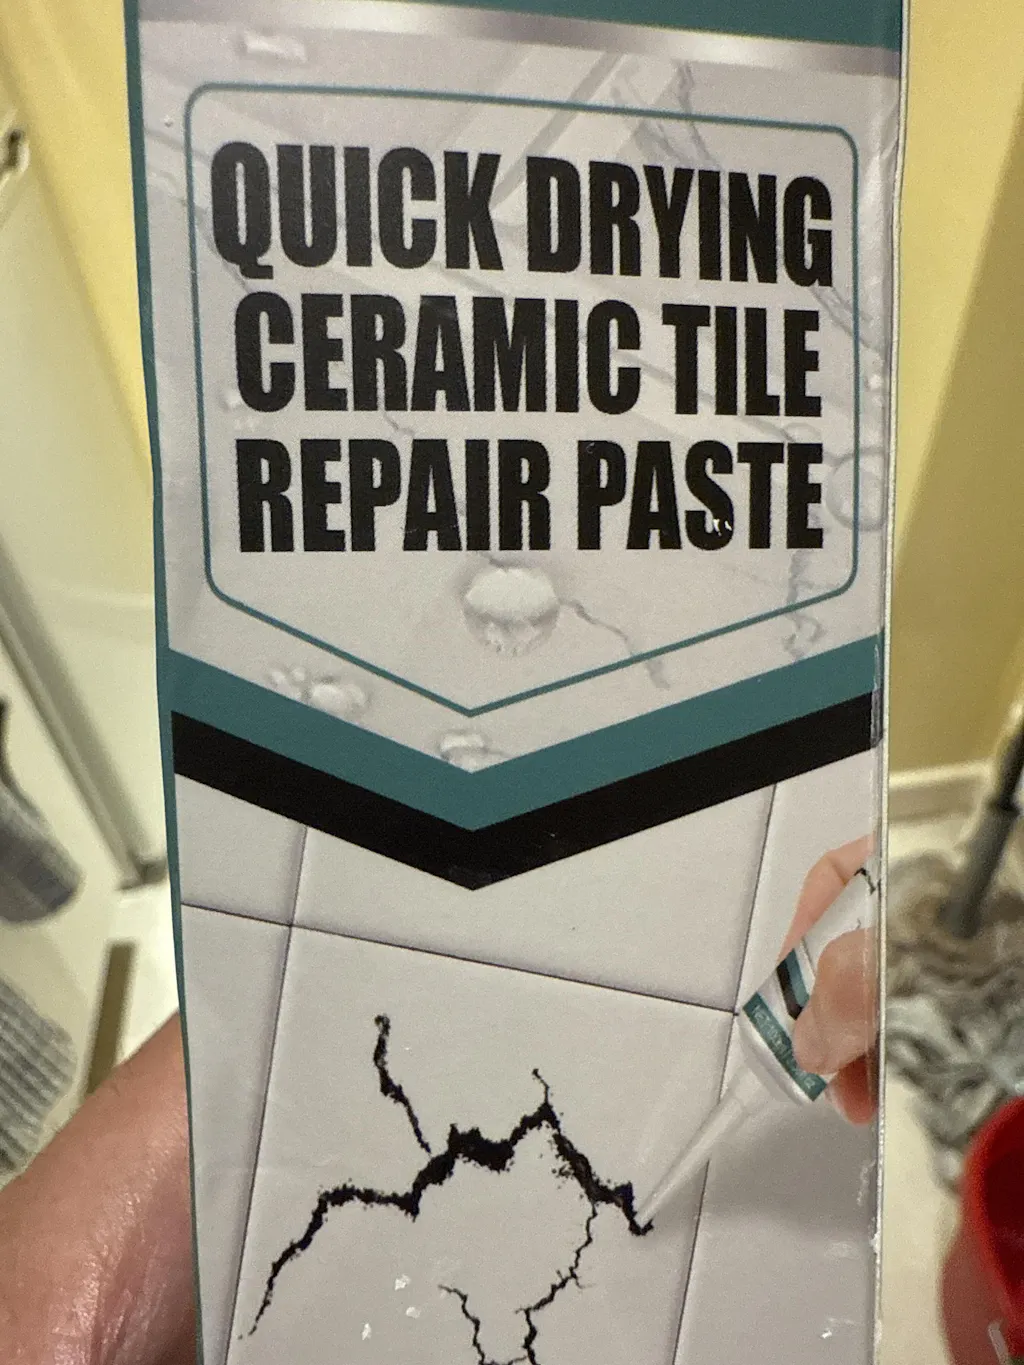 QUICK DRYING
CERAMIC TILE
REPAIR PASTE